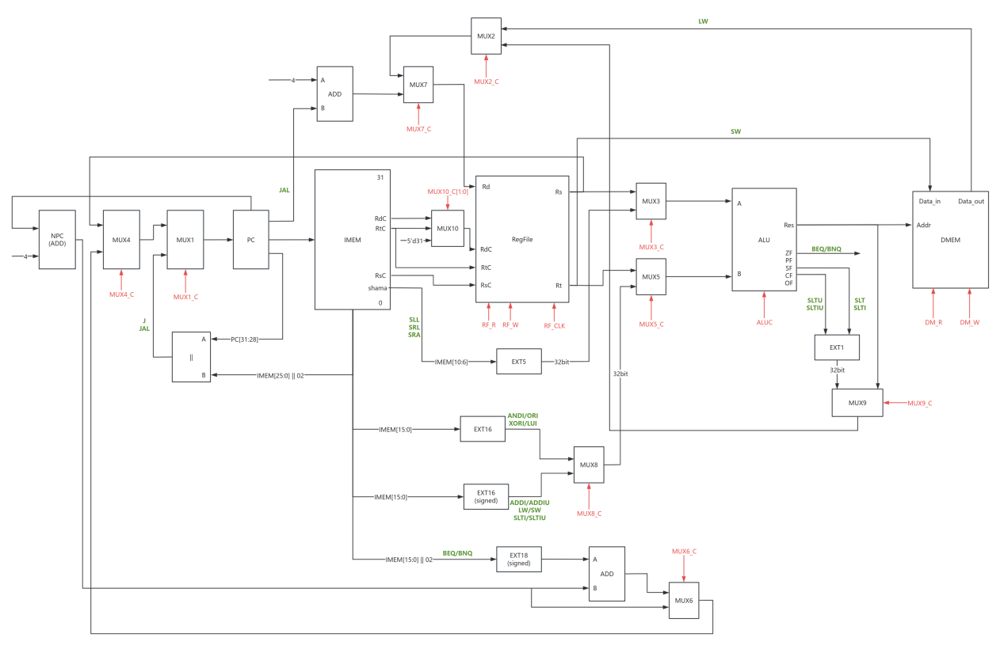 LW
MUX2
MUX2_C
4
A
ADD
B
MUX7
MUX7_C
SW
JAL
31
MUX10_C[1:0]
Rd
Rs
RdC
RtC
MUX10
5'd31
IMEM
RegFile
RdC
RtC
RsC
RsC
shama
0
Rt
RF_R
RF_W
RF_CLK
NPC
(ADD)
4
MUX4
MUX4_C
MUX1
MUX1_C
PC
MUX3
MUX3_C
MUX5
MUX5_C
A
Res
ALU
ZF
PF
SF
CF
OF
B
ALUC
BEQ/BNQ
Data_in
Data_out
Addr
DMEM
DM_R
DM_W
SLTU
SLTIU
SLT
SLTI
EXT1
32bit
MUX9
MUX9_C
J
JAL
A
||
B
PC[31:28]
IMEM[25:0] || 02
SLL
SRL
SRA
IMEM[10:6]
EXT5
32bit
32bit
IMEM[15:0]
EXT16
ANDI/ORI
XORI/LUI
MUX8
MUX8_C
IMEM[15:0]
EXT16
(signed)
ADDI/ADDIU
LW/SW
SLTI/SLTIU
BEQ/BNQ
IMEM[15:0] || 02
EXT18
(signed)
A
ADD
B
MUX6_C
MUX6